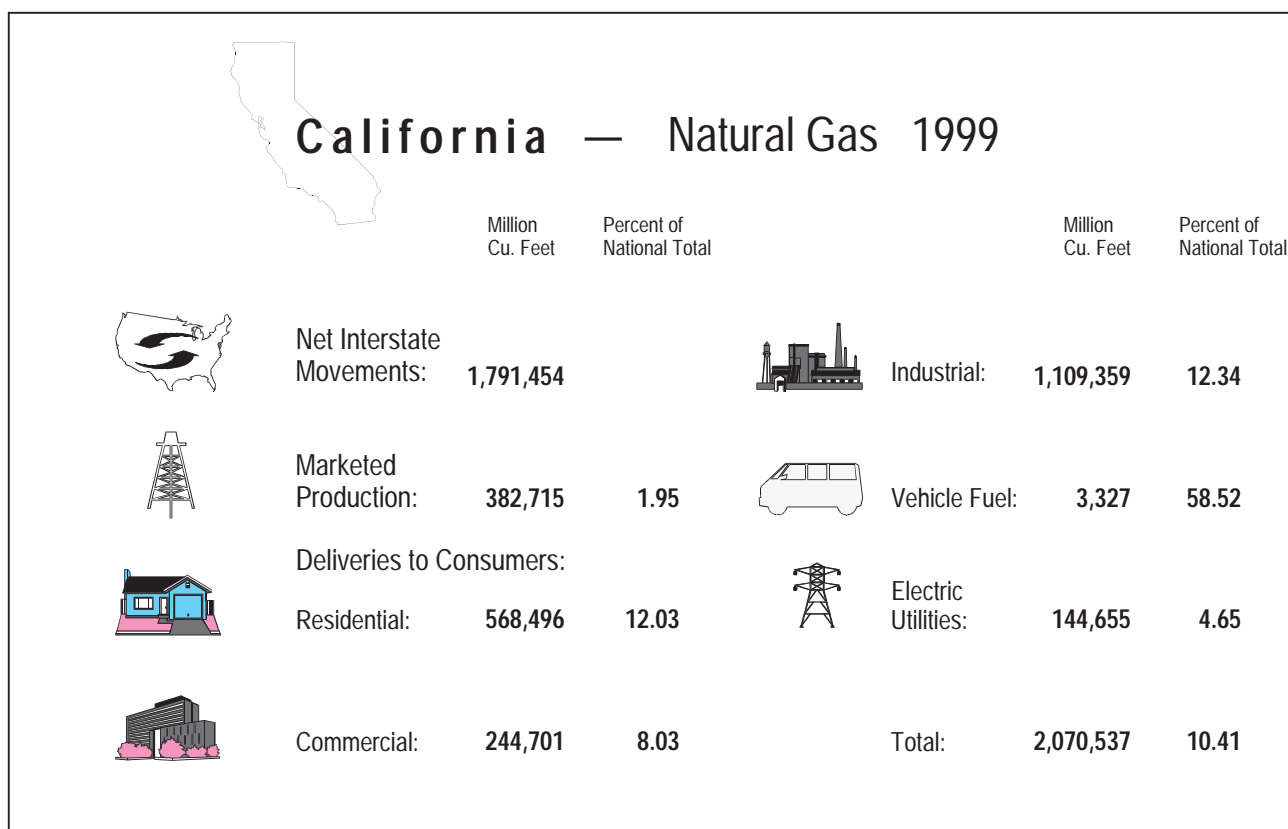 California — Natural Gas 1999
Million
Cu. Feet
Percent of
National Total
Million
Cu. Feet
Percent of
National Total
Net Interstate
Movements: 1,791,454
Marketed
Production: 382,715 1.95
Deliveries to Consumers:
Residential: 568,496 12.03
Commercial: 244,701 8.03
Industrial: 1,109,359 12.34
Vehicle Fuel: 3,327 58.52
Electric
Utilities: 144,655 4.65
Total: 2,070,537 10.41